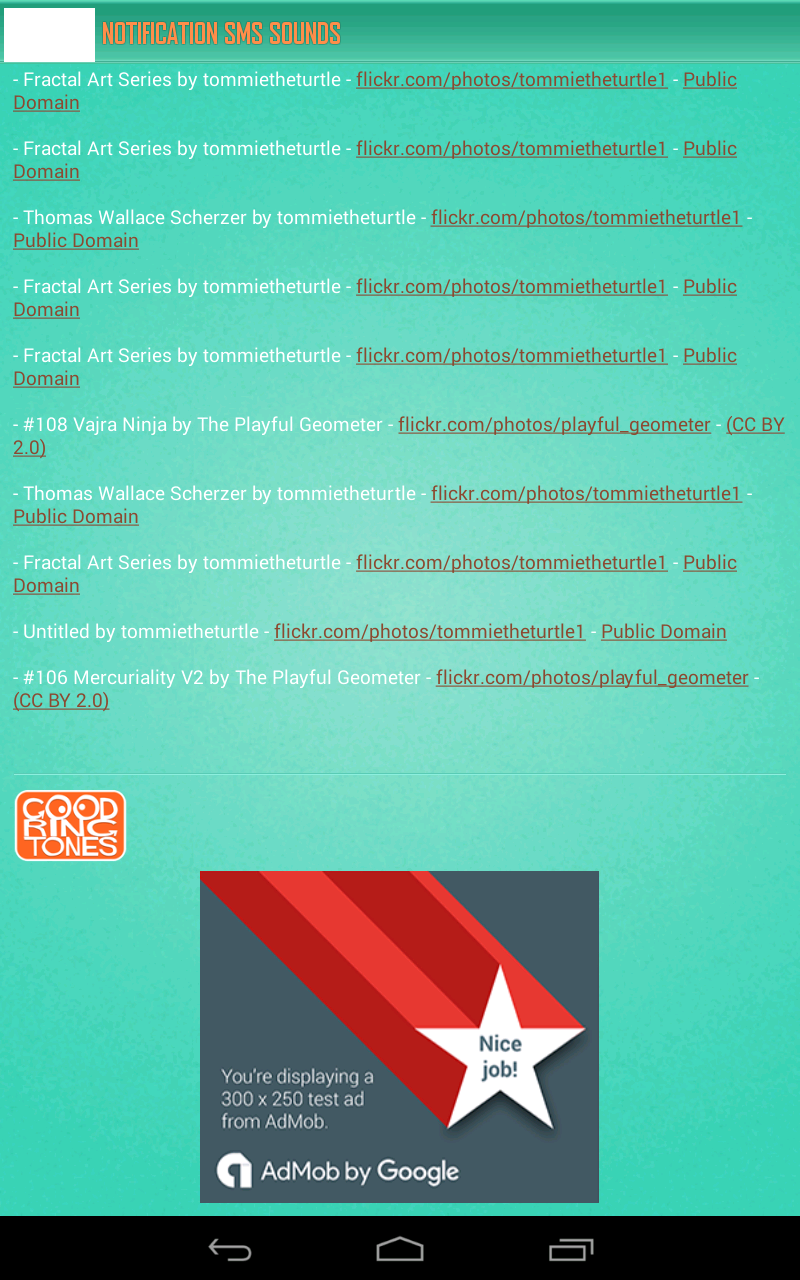 NOTIFICATION SMS SOUNDS
- Fractal Art Series by tommietheturtle - flickr.com/photos/tommietheturtle1 - Public
Domain
- Fractal Art Series by tommietheturtle - flickr.com/photos/tommietheturtle1 - Public
Domain
- Thomas Wallace Scherzer by tommietheturtle - flickr.com/photos/tommietheturtle1 -
Public Domain
- Fractal Art Series by tommietheturtle - flickr.com/photos/tommietheturtle1 - Public
Domain
- Fractal Art Series by tommietheturtle - flickr.com/photos/tommietheturtle1 - Public
Domain
- #108 Vajra Ninja by The Playful Geometer - flickr.com/photos/playful_geometer - (CC BY
2.0)
- Thomas Wallace Scherzer by tommietheturtle - flickr.com/photos/tommietheturtle1 -
Public Domain
- Fractal Art Series by tommietheturtle - flickr.com/photos/tommietheturtle1 - Public
Domain
- Untitled by tommietheturtle - flickr.com/photos/tommietheturtle1 - Public Domain
- #106 Mercuriality V2 by The Playful Geometer - flickr.com/photos/playful_geometer -
(CC BY 2.0)
GOOD
RING
TONES
Nice
job!
You're displaying a
300 x 250 test ad
from AdMob.
AdMob by Google